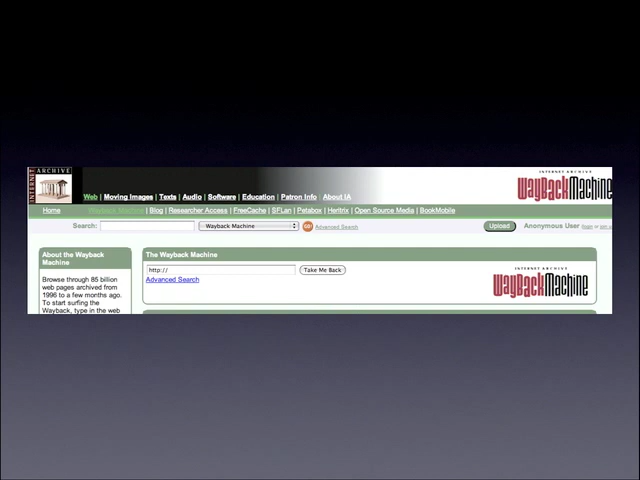 INTERNET ARCHIVE
INTERNET ARCHIVE
WayBackMachine
Web | Moving Images | Texts | Audio | Software | Education | Patron Info | About IA
Home Wayback Machine | Blog | Researcher Access | FreeCache | SFLan | Petabox | Heritrix | Open Source Media | BookMobile
Search: Wayback Machine GO! Advanced Search Upload Anonymous User (login or
About the Wayback Machine
Browse through 85 billion
web pages archived from
1996 to a few months ago.
To start surfing the
Wayback, type in the web
The Wayback Machine
http:// Take Me Back
Advanced Search
INTERNET ARCHIVE
WayBackMachine